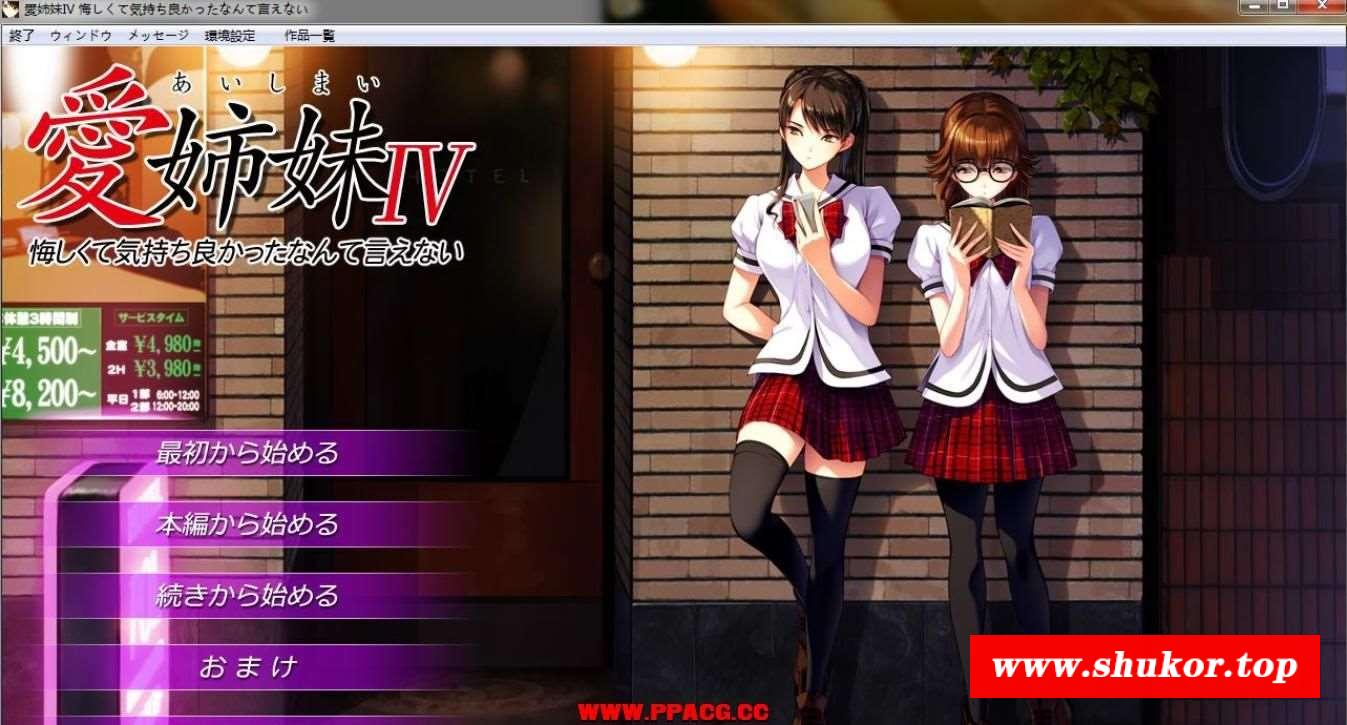 愛姉妹IV 悔しくて気持ち良かったなんて言えない
終了 ウィンドウ メッセージ 環境設定 作品一覧
あいしまい
愛姉妹IV
HOTEL
悔しくて気持ち良かったなんて言えない
休憩3時間制
¥4,500~
¥8,200~
サービスタイム
全室 ¥4,980
2H ¥3,980
平日 1部 6:00-12:00
2部 12:00-20:00
最初から始める
本編から始める
続きから始める
おまけ
www.shukor.top
WWW.PPACG.CC